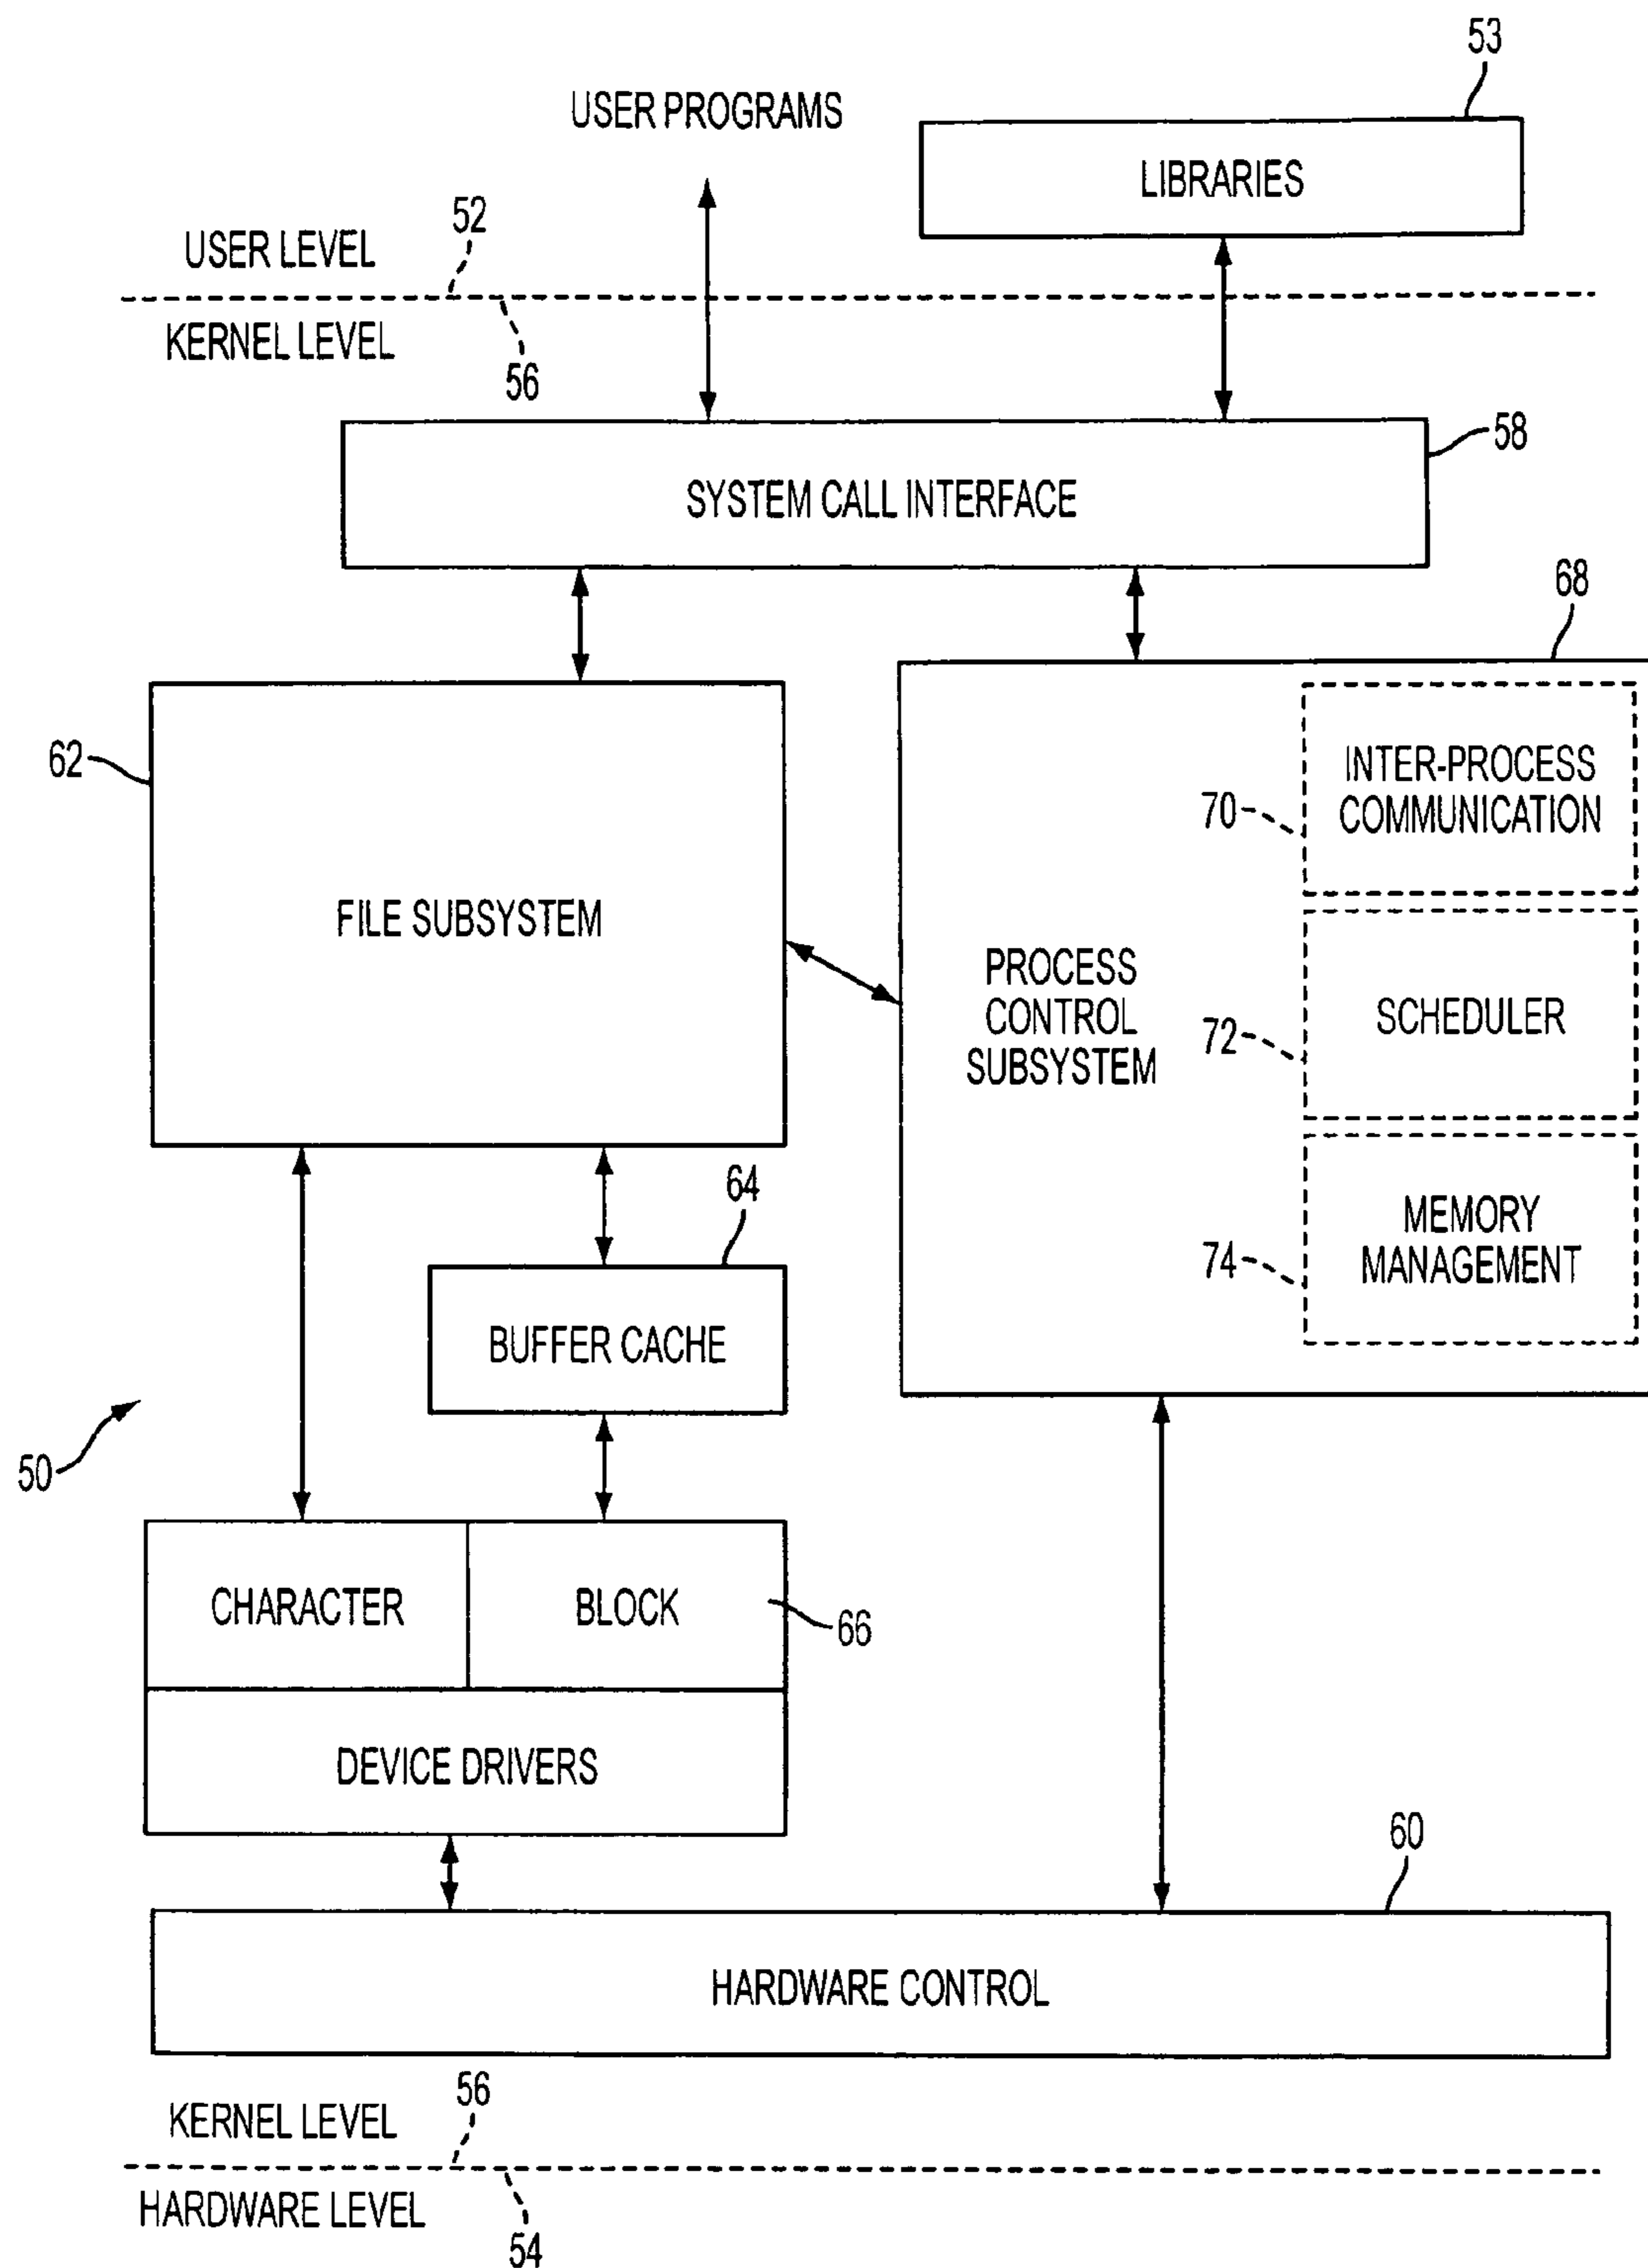 53
USER PROGRAMS
LIBRARIES
52
USER LEVEL
KERNEL LEVEL
56
58
SYSTEM CALL INTERFACE
68
62
INTER-PROCESS
COMMUNICATION
70
FILE SUBSYSTEM
PROCESS
CONTROL
SUBSYSTEM
SCHEDULER
72
64
MEMORY
MANAGEMENT
74
BUFFER CACHE
50
CHARACTER
BLOCK
66
DEVICE DRIVERS
60
HARDWARE CONTROL
56
KERNEL LEVEL
HARDWARE LEVEL
54